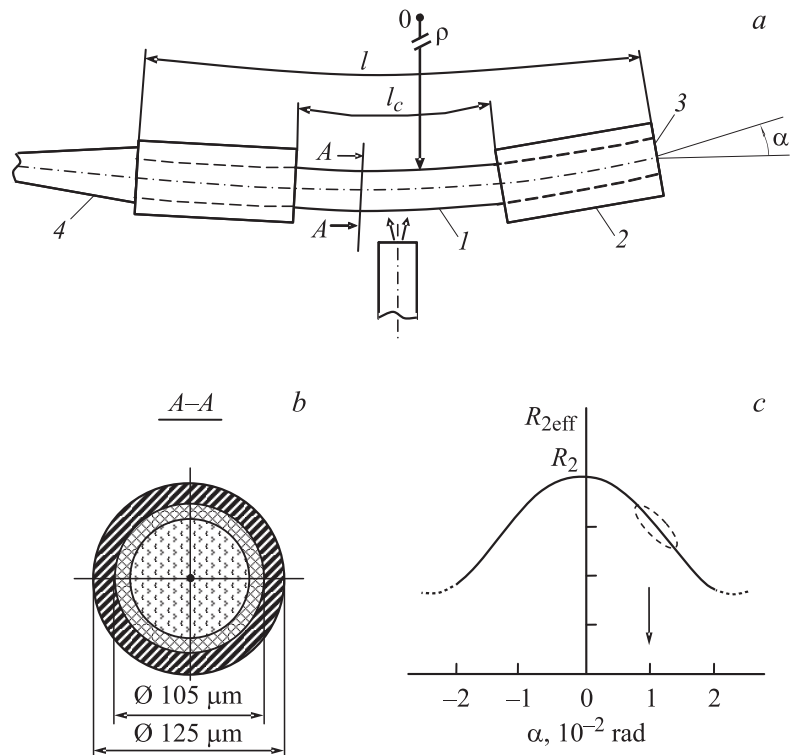 0
ρ
a
l
l_c
3
A
α
A
4
1
2
A–A
b
c
R_2eff
R_2
Ø 105 μm
Ø 125 μm
−2 −1 0 1 2
α, 10^−2 rad